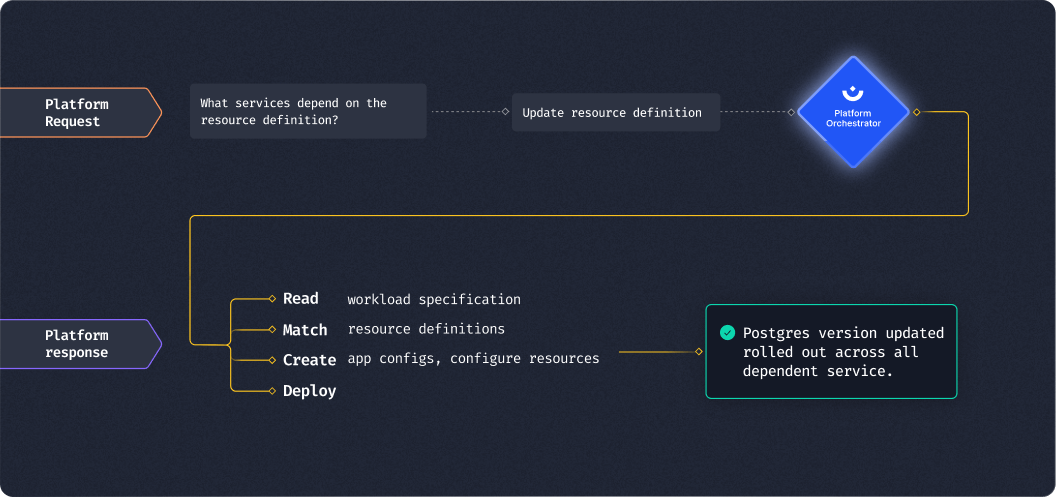 Platform
Request
What services depend on the
resource definition?
Update resource definition
Platform
Orchestrator
Platform
response
Read workload specification
Match resource definitions
Create app configs, configure resources
Deploy
Postgres version updated
rolled out across all
dependent service.